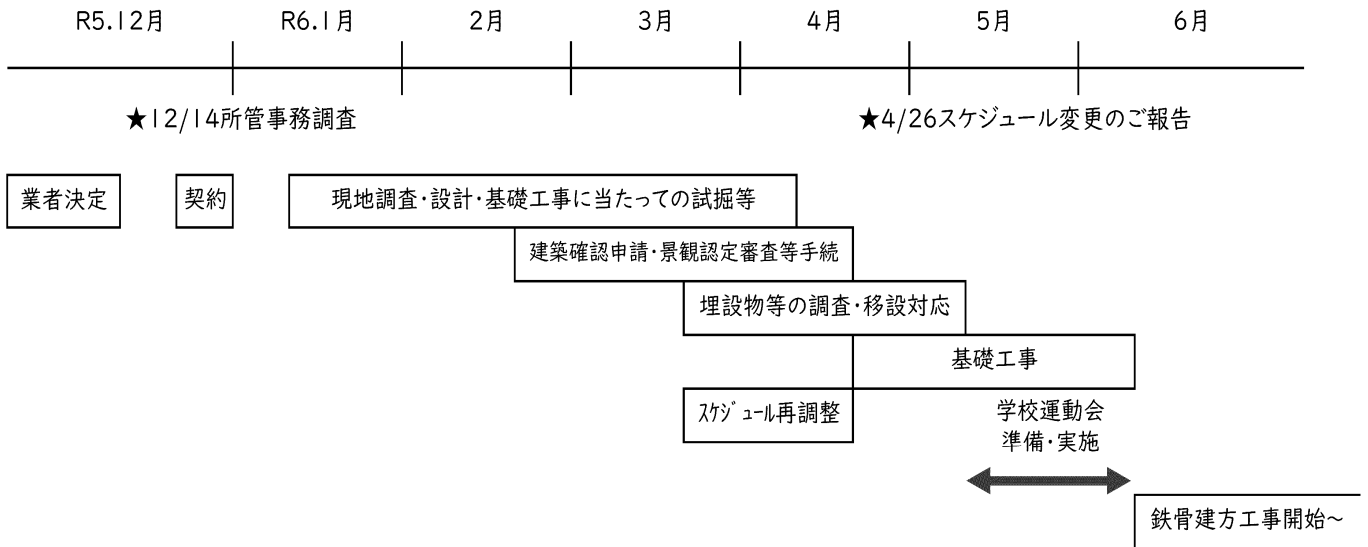 R5.12月 R6.1月 2月 3月 4月 5月 6月
★12/14所管事務調査 ★4/26スケジュール変更のご報告
業者決定 契約 現地調査・設計・基礎工事に当たっての試掘等
建築確認申請・景観認定審査等手続
埋設物等の調査・移設対応
基礎工事
ｽｹｼﾞｭｰﾙ再調整 学校運動会
準備・実施
鉄骨建方工事開始～